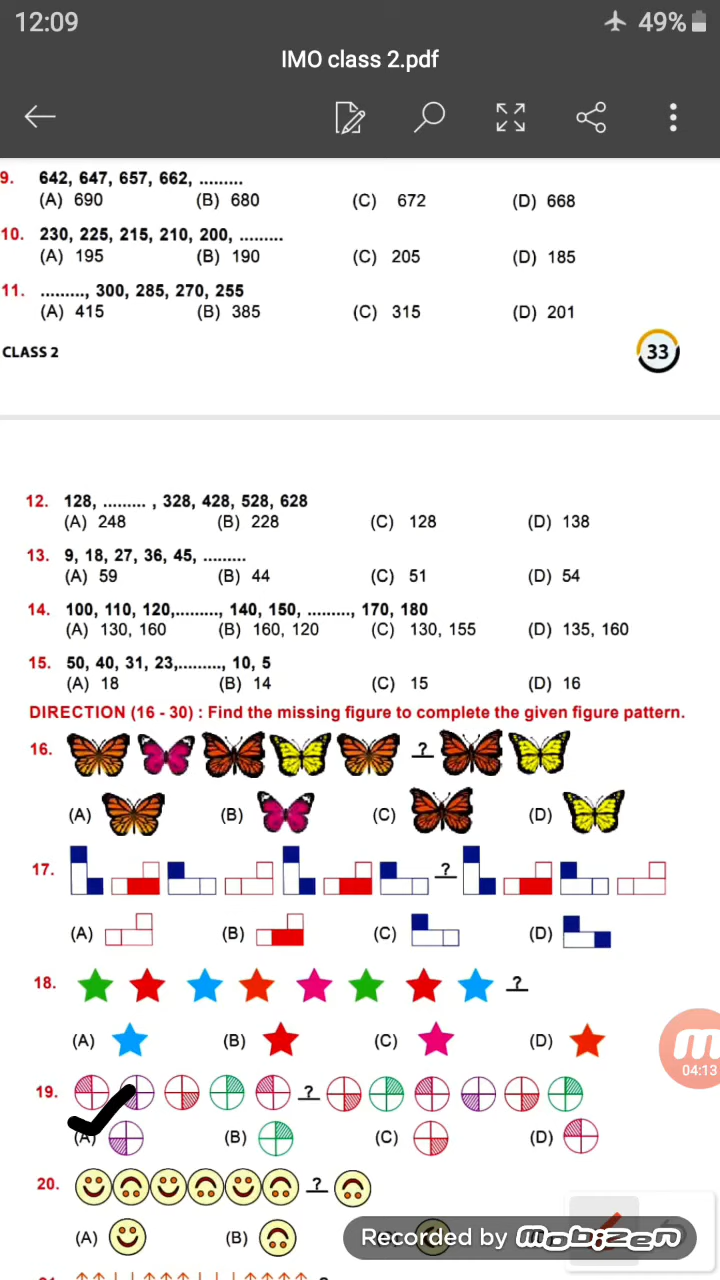 12:09 49%
IMO class 2.pdf
9. 642, 647, 657, 662, .........
(A) 690 (B) 680 (C) 672 (D) 668
10. 230, 225, 215, 210, 200, .........
(A) 195 (B) 190 (C) 205 (D) 185
11. ........., 300, 285, 270, 255
(A) 415 (B) 385 (C) 315 (D) 201
CLASS 2 33
12. 128, ......... , 328, 428, 528, 628
(A) 248 (B) 228 (C) 128 (D) 138
13. 9, 18, 27, 36, 45, .........
(A) 59 (B) 44 (C) 51 (D) 54
14. 100, 110, 120,........., 140, 150, ........., 170, 180
(A) 130, 160 (B) 160, 120 (C) 130, 155 (D) 135, 160
15. 50, 40, 31, 23,........., 10, 5
(A) 18 (B) 14 (C) 15 (D) 16
DIRECTION (16 - 30) : Find the missing figure to complete the given figure pattern.
16. ?
(A) (B) (C) (D)
17. ?
(A) (B) (C) (D)
18. ?
(A) (B) (C) (D)
04:13
19. ?
(A) (B) (C) (D)
20. ?
(A) (B)
Recorded by mobizen